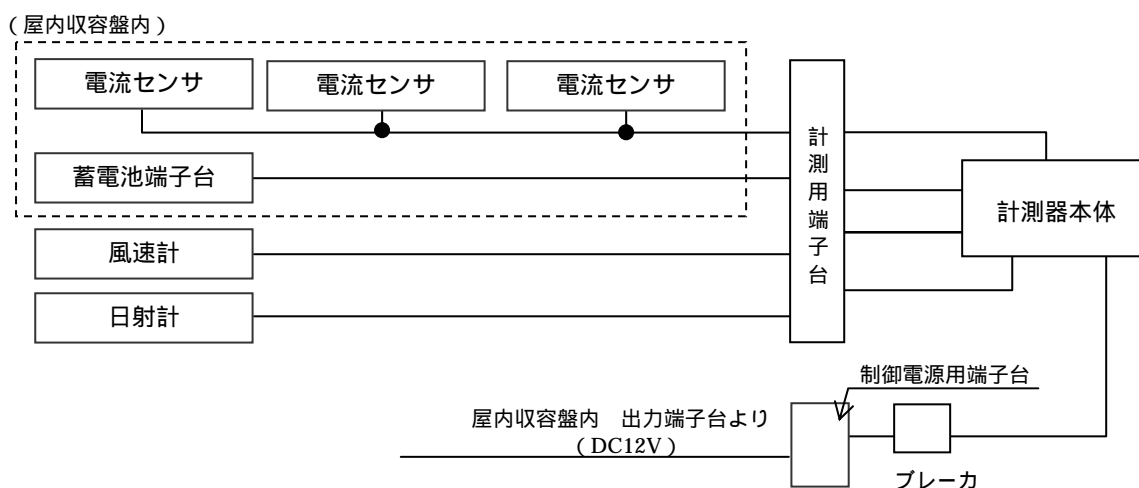 （屋内収容盤内）
電流センサ
電流センサ
電流センサ
蓄電池端子台
風速計
日射計
計測用端子台
計測器本体
制御電源用端子台
屋内収容盤内　出力端子台より
（DC12V）
ブレーカ